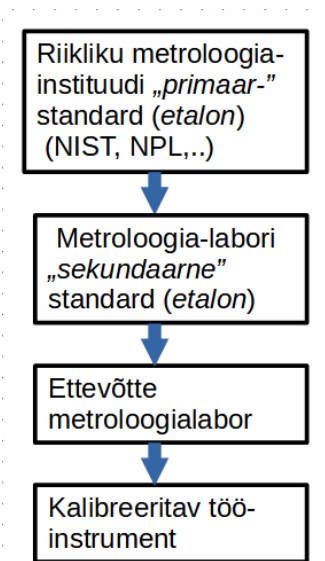 Riikliku metroloogia-
instituudi „primaar-”
standard (etalon)
(NIST, NPL,..)
Metroloogia-labori
„sekundaarne”
standard (etalon)
Ettevõtte
metroloogialabor
Kalibreeritav töö-
instrument